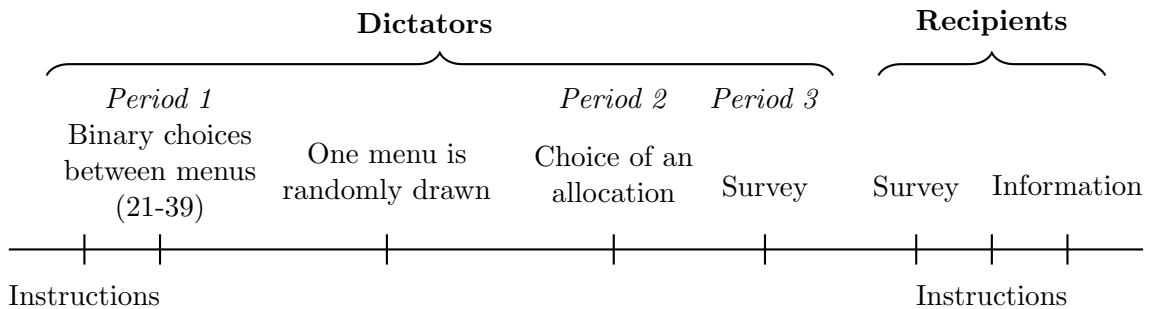 Dictators
Recipients
Period 1
Binary choices
between menus
(21-39)
One menu is
randomly drawn
Period 2
Choice of an
allocation
Period 3
Survey
Survey
Information
Instructions
Instructions